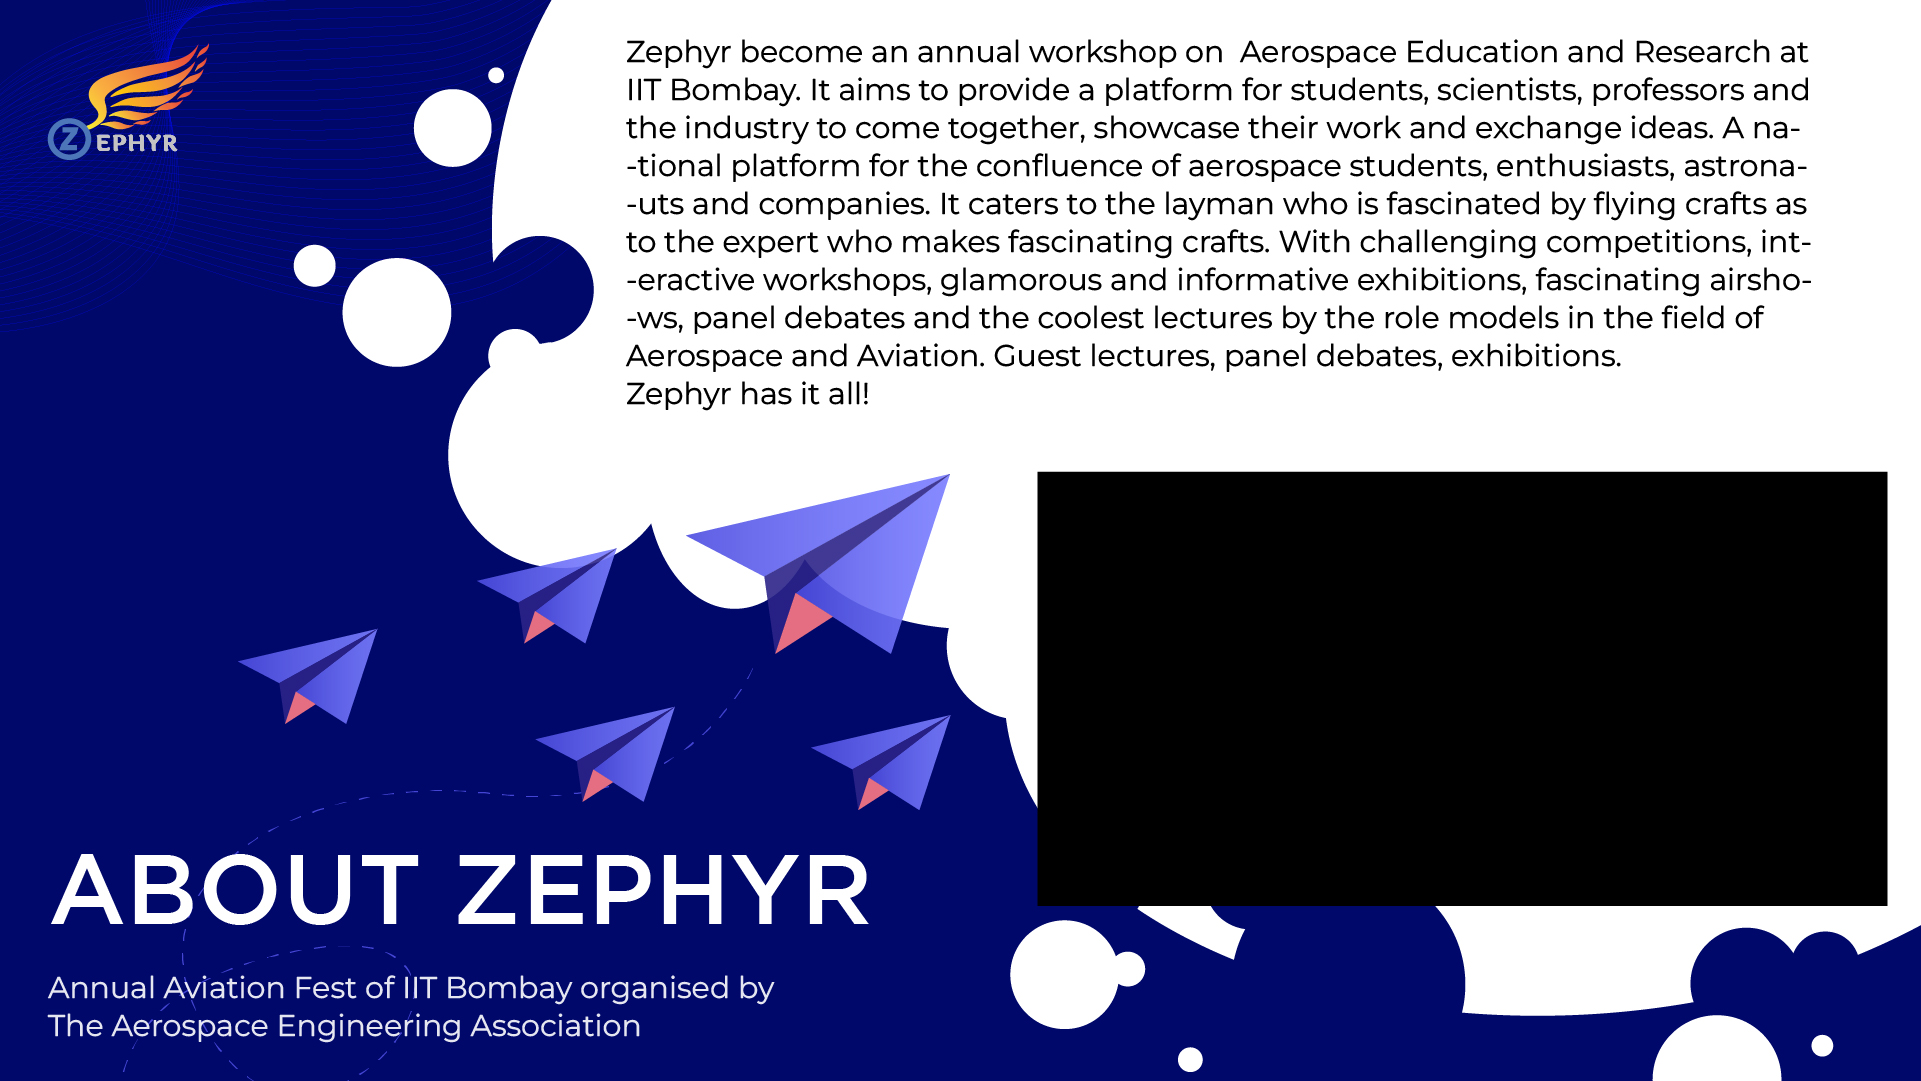 ZEPHYR
Zephyr become an annual workshop on  Aerospace Education and Research at
IIT Bombay. It aims to provide a platform for students, scientists, professors and
the industry to come together, showcase their work and exchange ideas. A na-
-tional platform for the confluence of aerospace students, enthusiasts, astrona-
-uts and companies. It caters to the layman who is fascinated by flying crafts as
to the expert who makes fascinating crafts. With challenging competitions, int-
-eractive workshops, glamorous and informative exhibitions, fascinating airsho-
-ws, panel debates and the coolest lectures by the role models in the field of
Aerospace and Aviation. Guest lectures, panel debates, exhibitions.
Zephyr has it all!
ABOUT ZEPHYR
Annual Aviation Fest of IIT Bombay organised by
The Aerospace Engineering Association